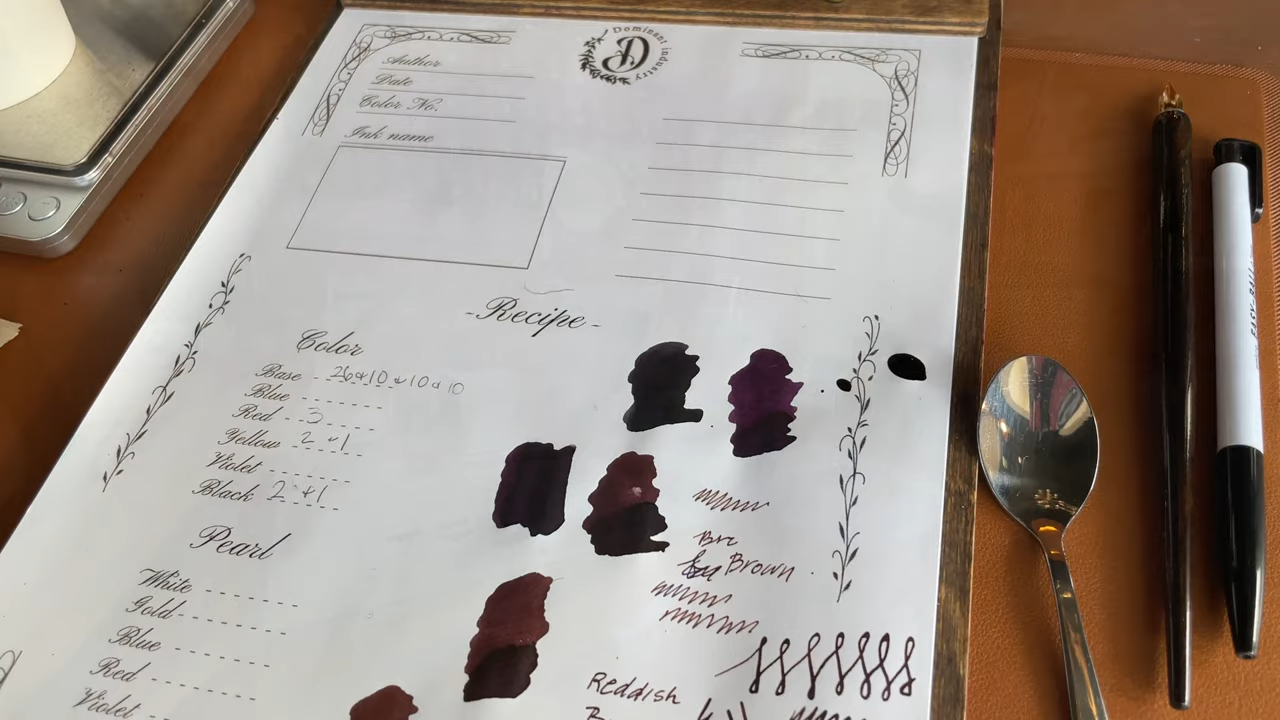 Dominant industry
D
Author
Date
Color No.
Ink name
-Recipe-
Color
Base 26+10+10+10
Blue
Red 3
Yellow 2+1
Violet
Black 2+1
Pearl
White
Gold
Blue
Red
Violet
Br
Brown
Reddish